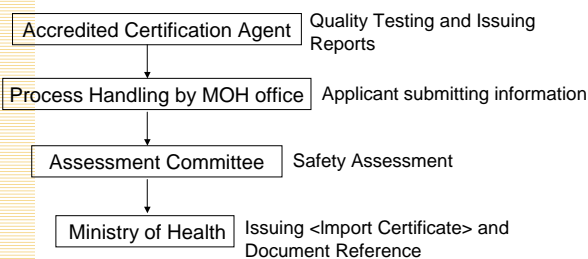 Accredited Certification Agent
Quality Testing and Issuing
Reports
Process Handling by MOH office
Applicant submitting information
Assessment Committee
Safety Assessment
Ministry of Health
Issuing <Import Certificate> and
Document Reference